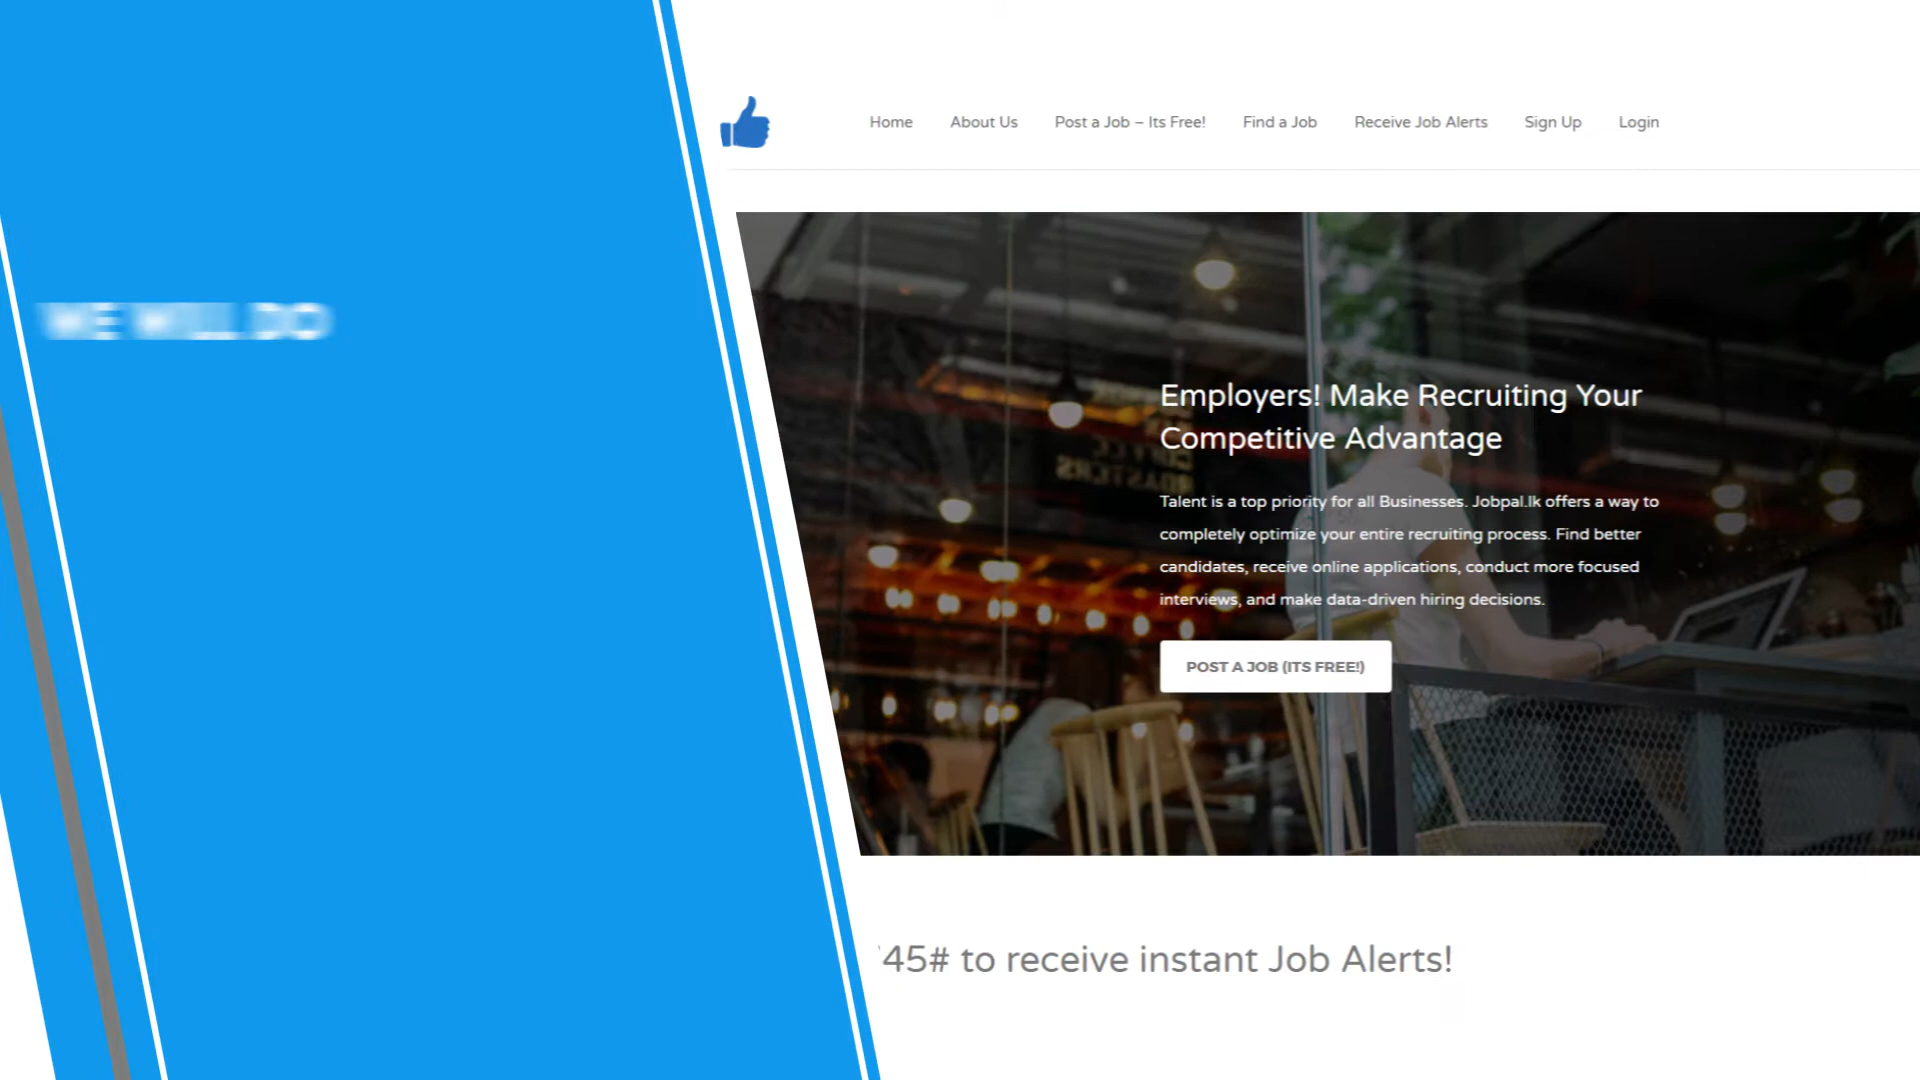 Home About Us Post a Job – Its Free! Find a Job Receive Job Alerts Sign Up Login
WE WILL DO
Employers! Make Recruiting Your
Competitive Advantage
Talent is a top priority for all Businesses. Jobpal.lk offers a way to
completely optimize your entire recruiting process. Find better
candidates, receive online applications, conduct more focused
interviews, and make data-driven hiring decisions.
POST A JOB (ITS FREE!)
45# to receive instant Job Alerts!